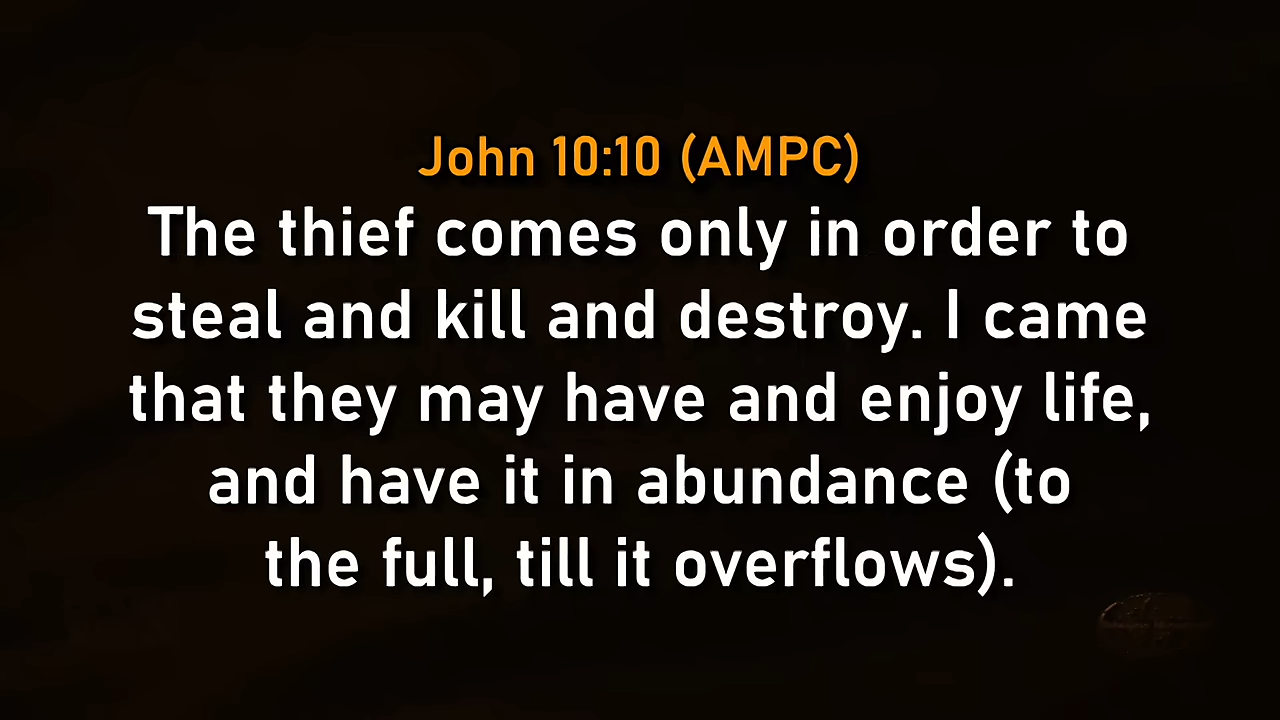 John 10:10 (AMPC)
The thief comes only in order to
steal and kill and destroy. I came
that they may have and enjoy life,
and have it in abundance (to
the full, till it overflows).